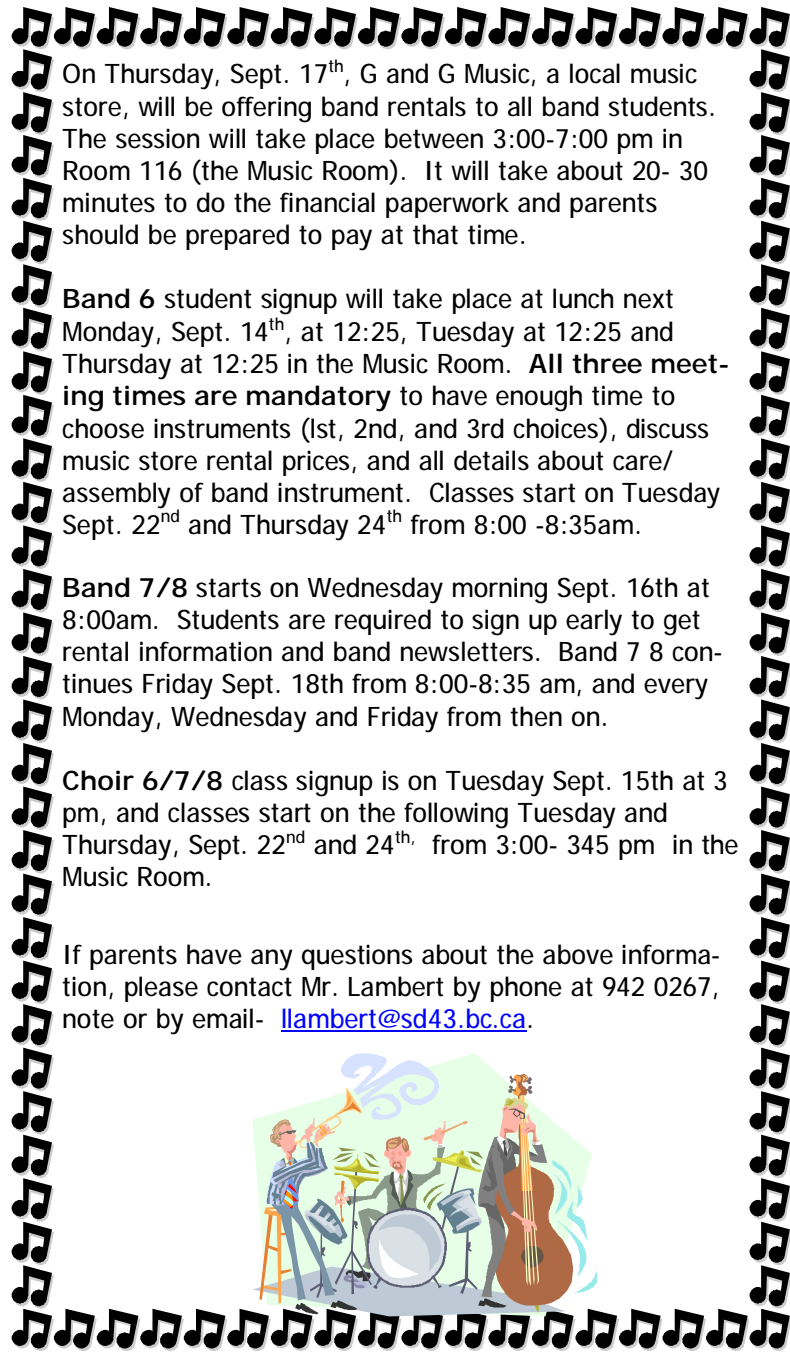 On Thursday, Sept. 17th, G and G Music, a local music
store, will be offering band rentals to all band students.
The session will take place between 3:00-7:00 pm in
Room 116 (the Music Room).  It will take about 20- 30
minutes to do the financial paperwork and parents
should be prepared to pay at that time.
Band 6 student signup will take place at lunch next
Monday, Sept. 14th, at 12:25, Tuesday at 12:25 and
Thursday at 12:25 in the Music Room.  All three meet-
ing times are mandatory to have enough time to
choose instruments (Ist, 2nd, and 3rd choices), discuss
music store rental prices, and all details about care/
assembly of band instrument.  Classes start on Tuesday
Sept. 22nd and Thursday 24th from 8:00 -8:35am.
Band 7/8 starts on Wednesday morning Sept. 16th at
8:00am.  Students are required to sign up early to get
rental information and band newsletters.  Band 7 8 con-
tinues Friday Sept. 18th from 8:00-8:35 am, and every
Monday, Wednesday and Friday from then on.
Choir 6/7/8 class signup is on Tuesday Sept. 15th at 3
pm, and classes start on the following Tuesday and
Thursday, Sept. 22nd and 24th,  from 3:00- 345 pm  in the
Music Room.
If parents have any questions about the above informa-
tion, please contact Mr. Lambert by phone at 942 0267,
note or by email-  llambert@sd43.bc.ca.